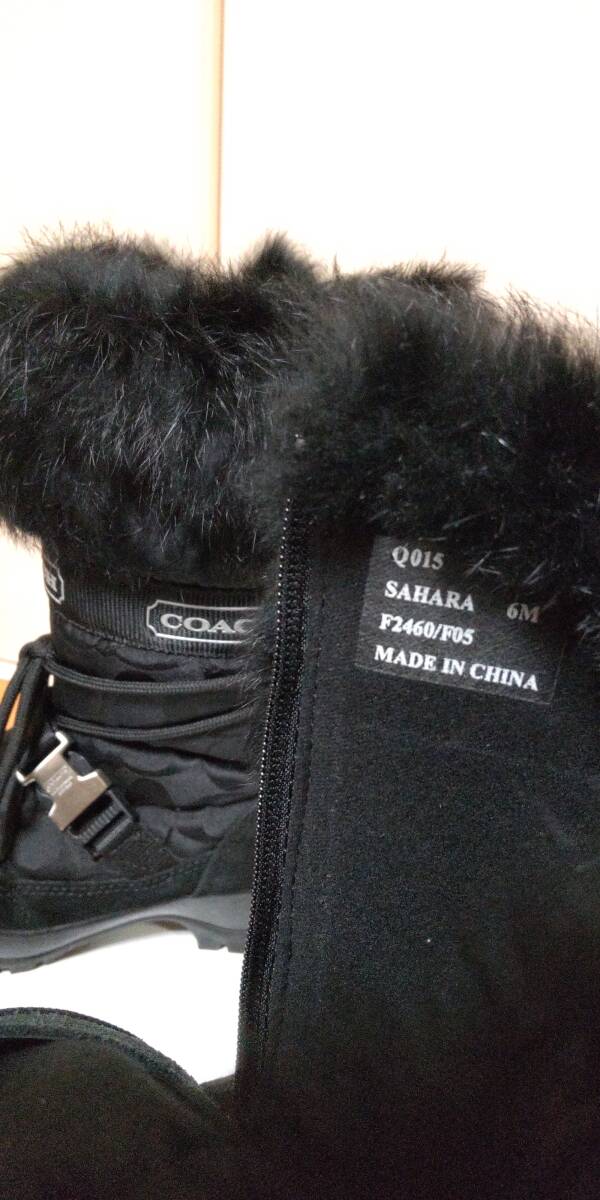 COAC
Q015
SAHARA 6M
F2460/F05
MADE IN CHINA